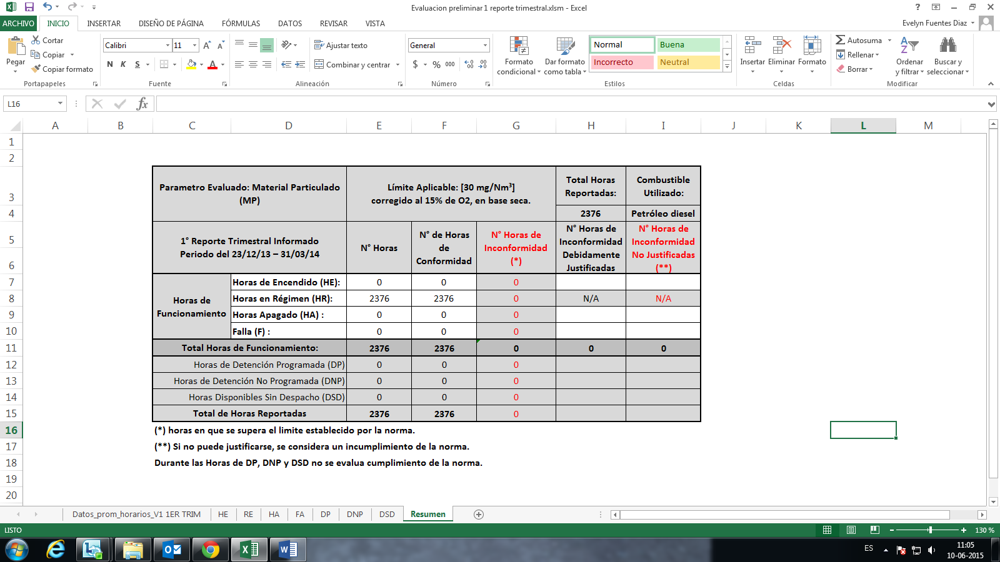 Evaluacion preliminar 1 reporte trimestral.xlsm - Excel
ARCHIVO INICIO INSERTAR DISEÑO DE PÁGINA FÓRMULAS DATOS REVISAR VISTA
Evelyn Fuentes Diaz
Pegar
Cortar
Copiar
Copiar formato
Portapapeles
Calibri 11
N K S
Fuente
Ajustar texto
Combinar y centrar
Alineación
General
$ % 000
Número
Formato condicional
Dar formato como tabla
Normal Buena
Incorrecto Neutral
Estilos
Insertar Eliminar Formato
Celdas
Autosuma
Rellenar
Borrar
Ordenar y filtrar
Buscar y seleccionar
Modificar
L16
fx
A B C D E F G H I J K L M
1
2
3
4
5
6
7
8
9
10
11
12
13
14
15
16
17
18
19
20
Parametro Evaluado: Material Particulado (MP)
Límite Aplicable: [30 mg/Nm³]
corregido al 15% de O2, en base seca.
Total Horas Reportadas:
Combustible Utilizado:
2376 Petróleo diesel
1° Reporte Trimestral Informado
Periodo del 23/12/13 – 31/03/14
N° Horas
N° de Horas de Conformidad
N° Horas de Inconformidad (*)
N° Horas de Inconformidad Debidamente Justificadas
N° Horas de Inconformidad No Justificadas (**)
Horas de Funcionamiento
Horas de Encendido (HE): 0 0 0
Horas en Régimen (HR): 2376 2376 0 N/A N/A
Horas Apagado (HA) : 0 0 0
Falla (F) : 0 0 0
Total Horas de Funcionamiento: 2376 2376 0 0 0
Horas de Detención Programada (DP) 0 0 0
Horas de Detención No Programada (DNP) 0 0 0
Horas Disponibles Sin Despacho (DSD) 0 0 0
Total de Horas Reportadas 2376 2376 0
(*) horas en que se supera el limite establecido por la norma.
(**) Si no puede justificarse, se considera un incumplimiento de la norma.
Durante las Horas de DP, DNP y DSD no se evalua cumplimiento de la norma.
Datos_prom_horarios_V1 1ER TRIM HE RE HA FA DP DNP DSD Resumen
LISTO
130 %
ES
11:05
10-06-2015